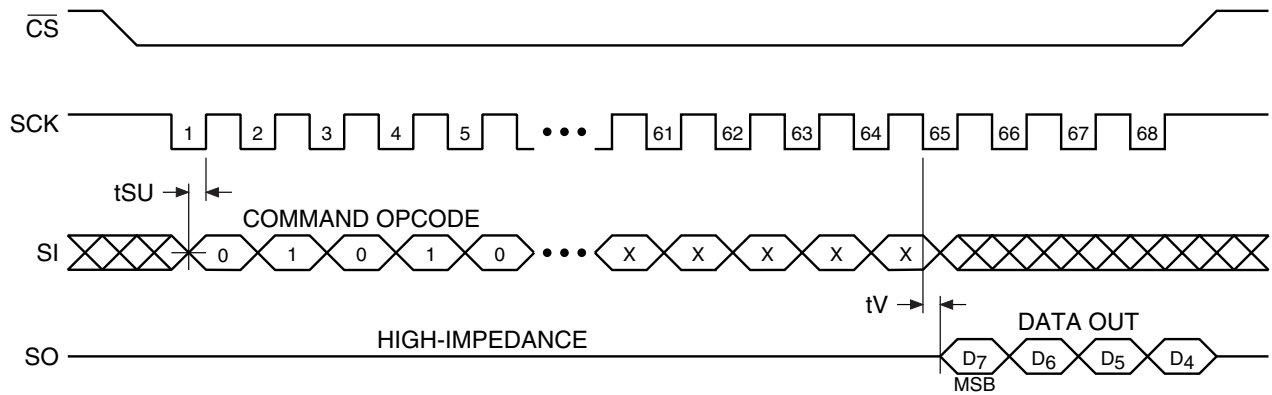 CS
SCK 1 2 3 4 5 ••• 61 62 63 64 65 66 67 68
tSU
COMMAND OPCODE
SI 0 1 0 1 0 ••• X X X X X
tV
HIGH-IMPEDANCE DATA OUT
SO D7 D6 D5 D4
MSB